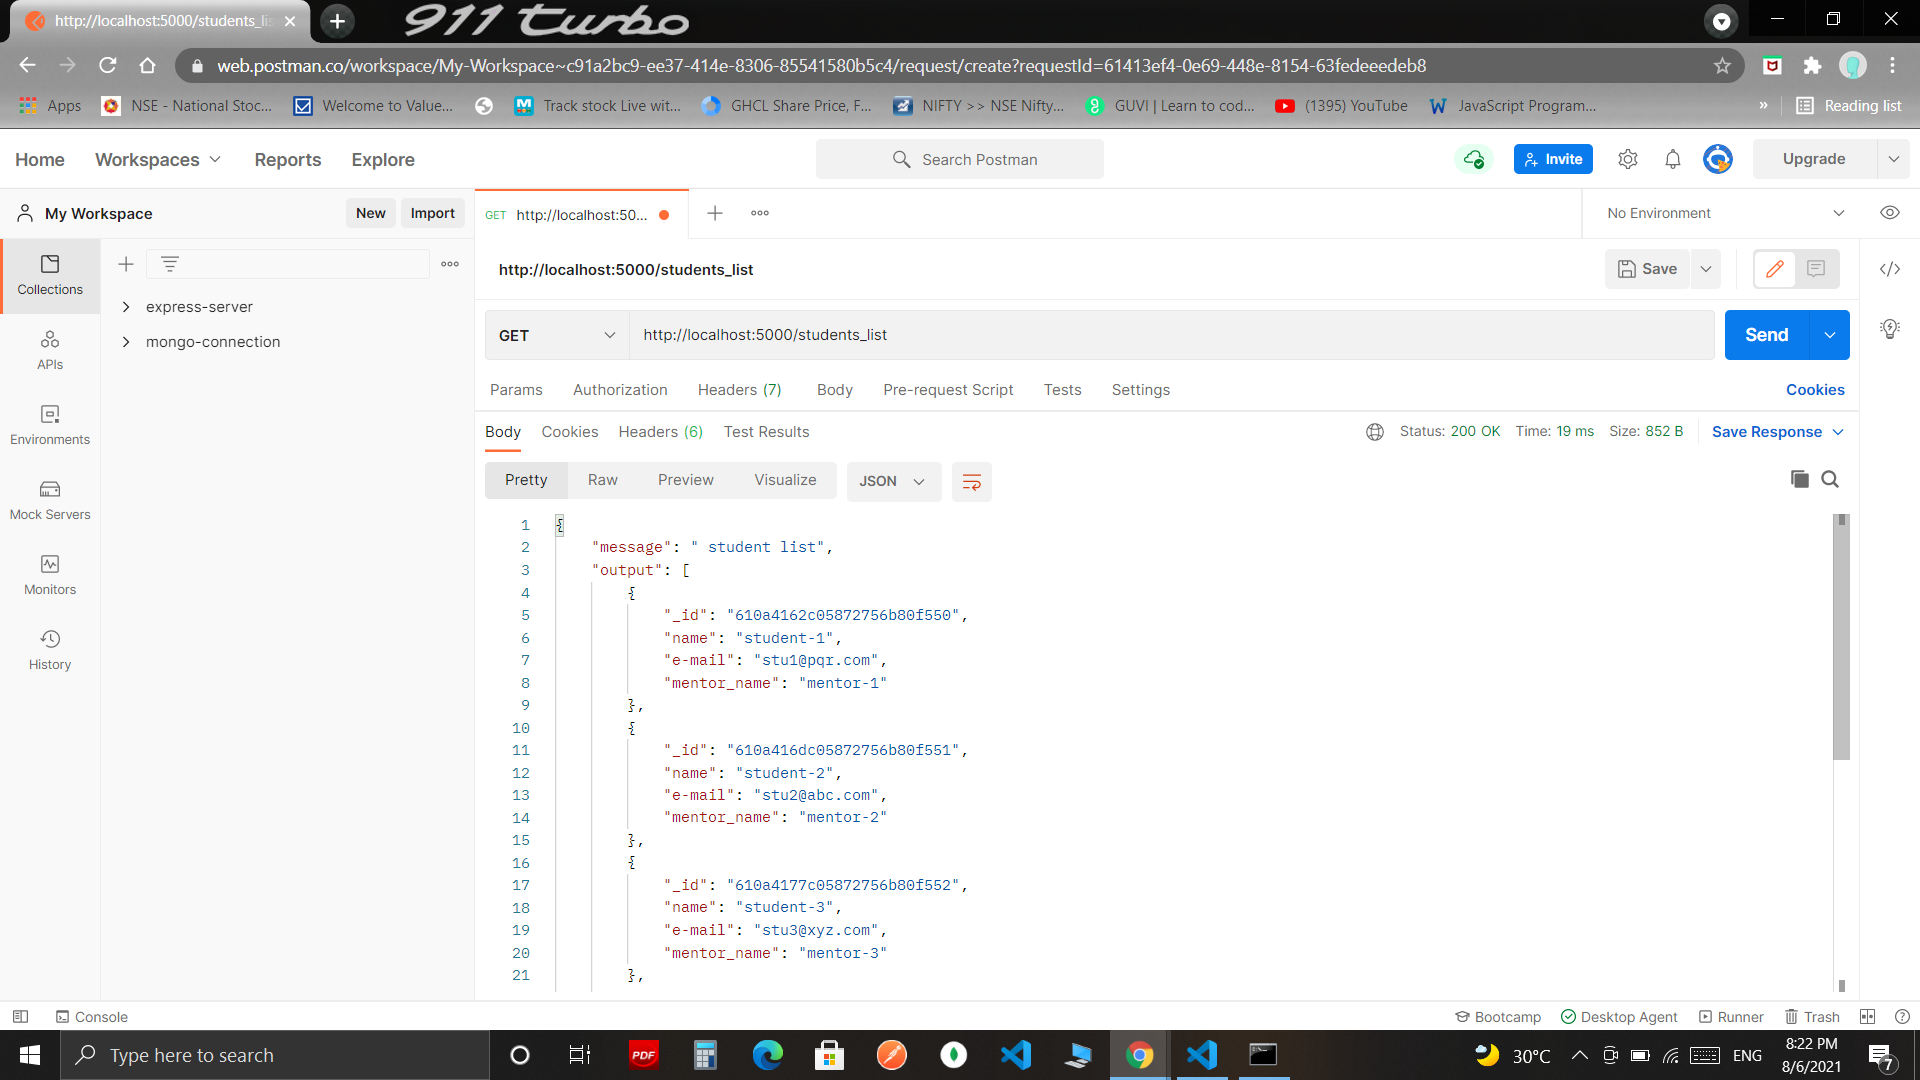 http://localhost:5000/students_lis
911 turbo
web.postman.co/workspace/My-Workspace~c91a2bc9-ee37-414e-8306-85541580b5c4/request/create?requestId=61413ef4-0e69-448e-8154-63fedeeedeb8
Apps NSE - National Stoc... Welcome to Value... Track stock Live wit... GHCL Share Price, F... NIFTY >> NSE Nifty... GUVI | Learn to cod... (1395) YouTube JavaScript Program... » Reading list
Home Workspaces Reports Explore Search Postman Invite Upgrade
My Workspace New Import GET http://localhost:50... No Environment
Collections
APIs
Environments
Mock Servers
Monitors
History
express-server
mongo-connection
http://localhost:5000/students_list Save
GET http://localhost:5000/students_list Send
Params Authorization Headers (7) Body Pre-request Script Tests Settings Cookies
Body Cookies Headers (6) Test Results Status: 200 OK Time: 19 ms Size: 852 B Save Response
Pretty Raw Preview Visualize JSON
1 {
2 "message": " student list",
3 "output": [
4 {
5 "_id": "610a4162c05872756b80f550",
6 "name": "student-1",
7 "e-mail": "stu1@pqr.com",
8 "mentor_name": "mentor-1"
9 },
10 {
11 "_id": "610a416dc05872756b80f551",
12 "name": "student-2",
13 "e-mail": "stu2@abc.com",
14 "mentor_name": "mentor-2"
15 },
16 {
17 "_id": "610a4177c05872756b80f552",
18 "name": "student-3",
19 "e-mail": "stu3@xyz.com",
20 "mentor_name": "mentor-3"
21 },
Console Bootcamp Desktop Agent Runner Trash
Type here to search PDF 30°C ENG 8:22 PM
8/6/2021 7